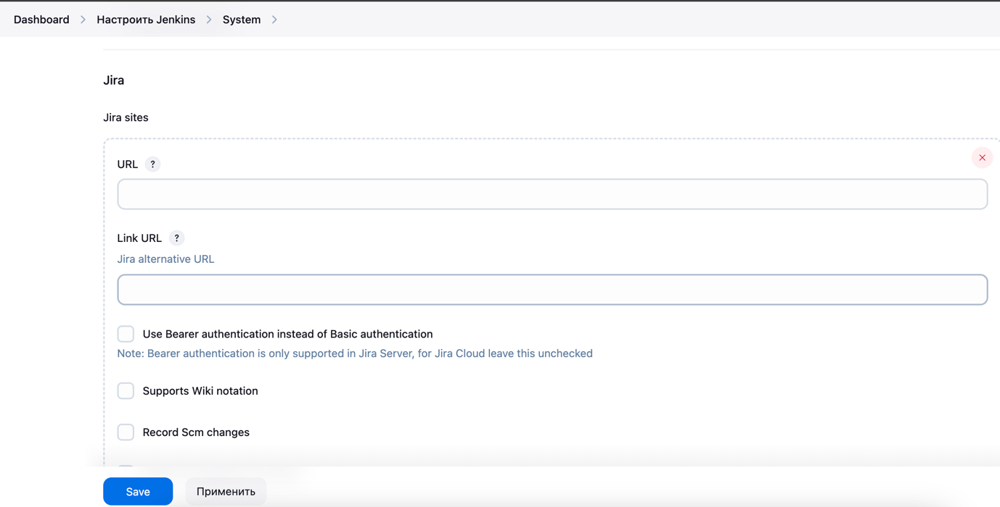 Dashboard > Настроить Jenkins > System >
Jira
Jira sites
URL ?
Link URL ?
Jira alternative URL
Use Bearer authentication instead of Basic authentication
Note: Bearer authentication is only supported in Jira Server, for Jira Cloud leave this unchecked
Supports Wiki notation
Record Scm changes
Save Применить